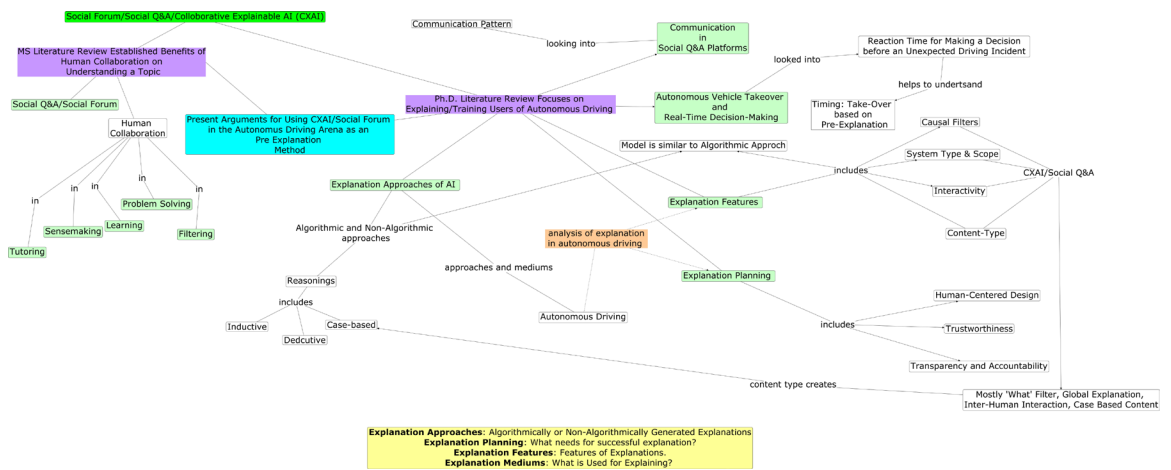 Social Forum/Social Q&A/Colloborative Explainable AI (CXAI)
MS Literature Review Established Benefits of
Human Collaboration on
Understanding a Topic
Social Q&A/Social Forum
Human
Collaboration
in
in
in
in
in
Tutoring
Sensemaking
Learning
Problem Solving
Filtering
Present Arguments for Using CXAI/Social Forum
in the Autonomus Driving Arena as an
Pre Explanation
Method
Communication Pattern
looking into
Communication
in
Social Q&A Platforms
Ph.D. Literature Review Focuses on
Explaining/Training Users of Autonomous Driving
Autonomous Vehicle Takeover
and
Real-Time Decision-Making
looked into
Reaction Time for Making a Decision
before an Unexpected Driving Incident
helps to undertsand
Timing: Take-Over
based on
Pre-Explanation
Model is similar to Algorithmic Approch
Explanation Approaches of AI
Algorithmic and Non-Algorithmic
approaches
Reasonings
includes
Inductive
Dedcutive
Case-based
approaches and mediums
Autonomous Driving
analysis of explanation
in autonomous driving
Explanation Features
includes
Causal Filters
System Type & Scope
Interactivity
Content-Type
CXAI/Social Q&A
Explanation Planning
includes
Human-Centered Design
Trustworthiness
Transparency and Accountability
content type creates
Mostly 'What' Filter, Global Explanation,
Inter-Human Interaction, Case Based Content
Explanation Approaches: Algorithmically or Non-Algorithmically Generated Explanations
Explanation Planning: What needs for successful explanation?
Explanation Features: Features of Explanations.
Explanation Mediums: What is Used for Explaining?